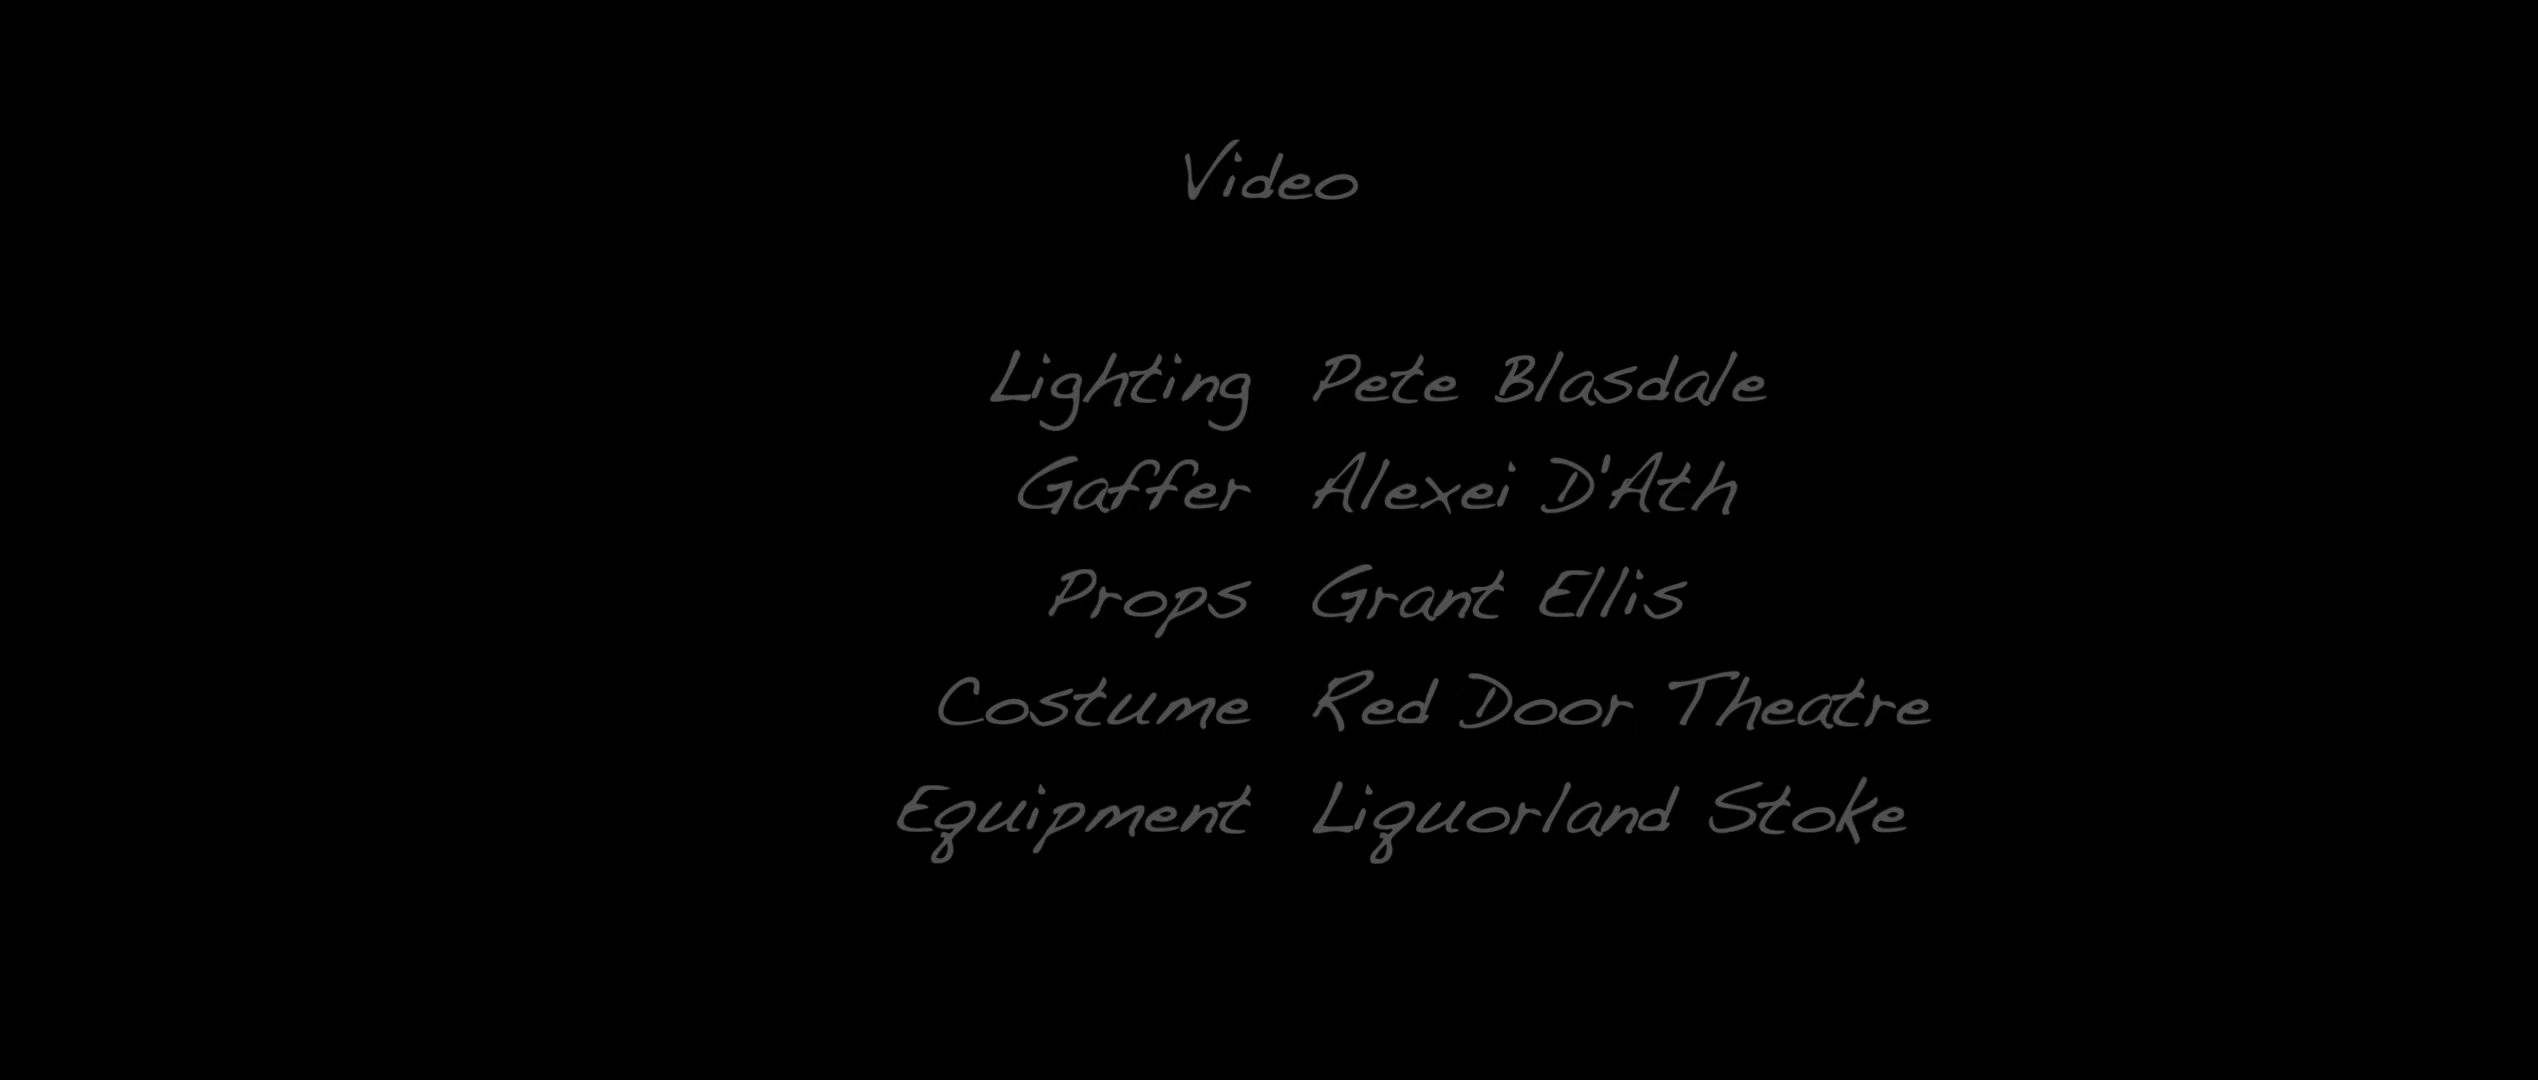 Video
Lighting Pete Blasdale
Gaffer Alexei D'Ath
Props Grant Ellis
Costume Red Door Theatre
Equipment Liquorland Stoke